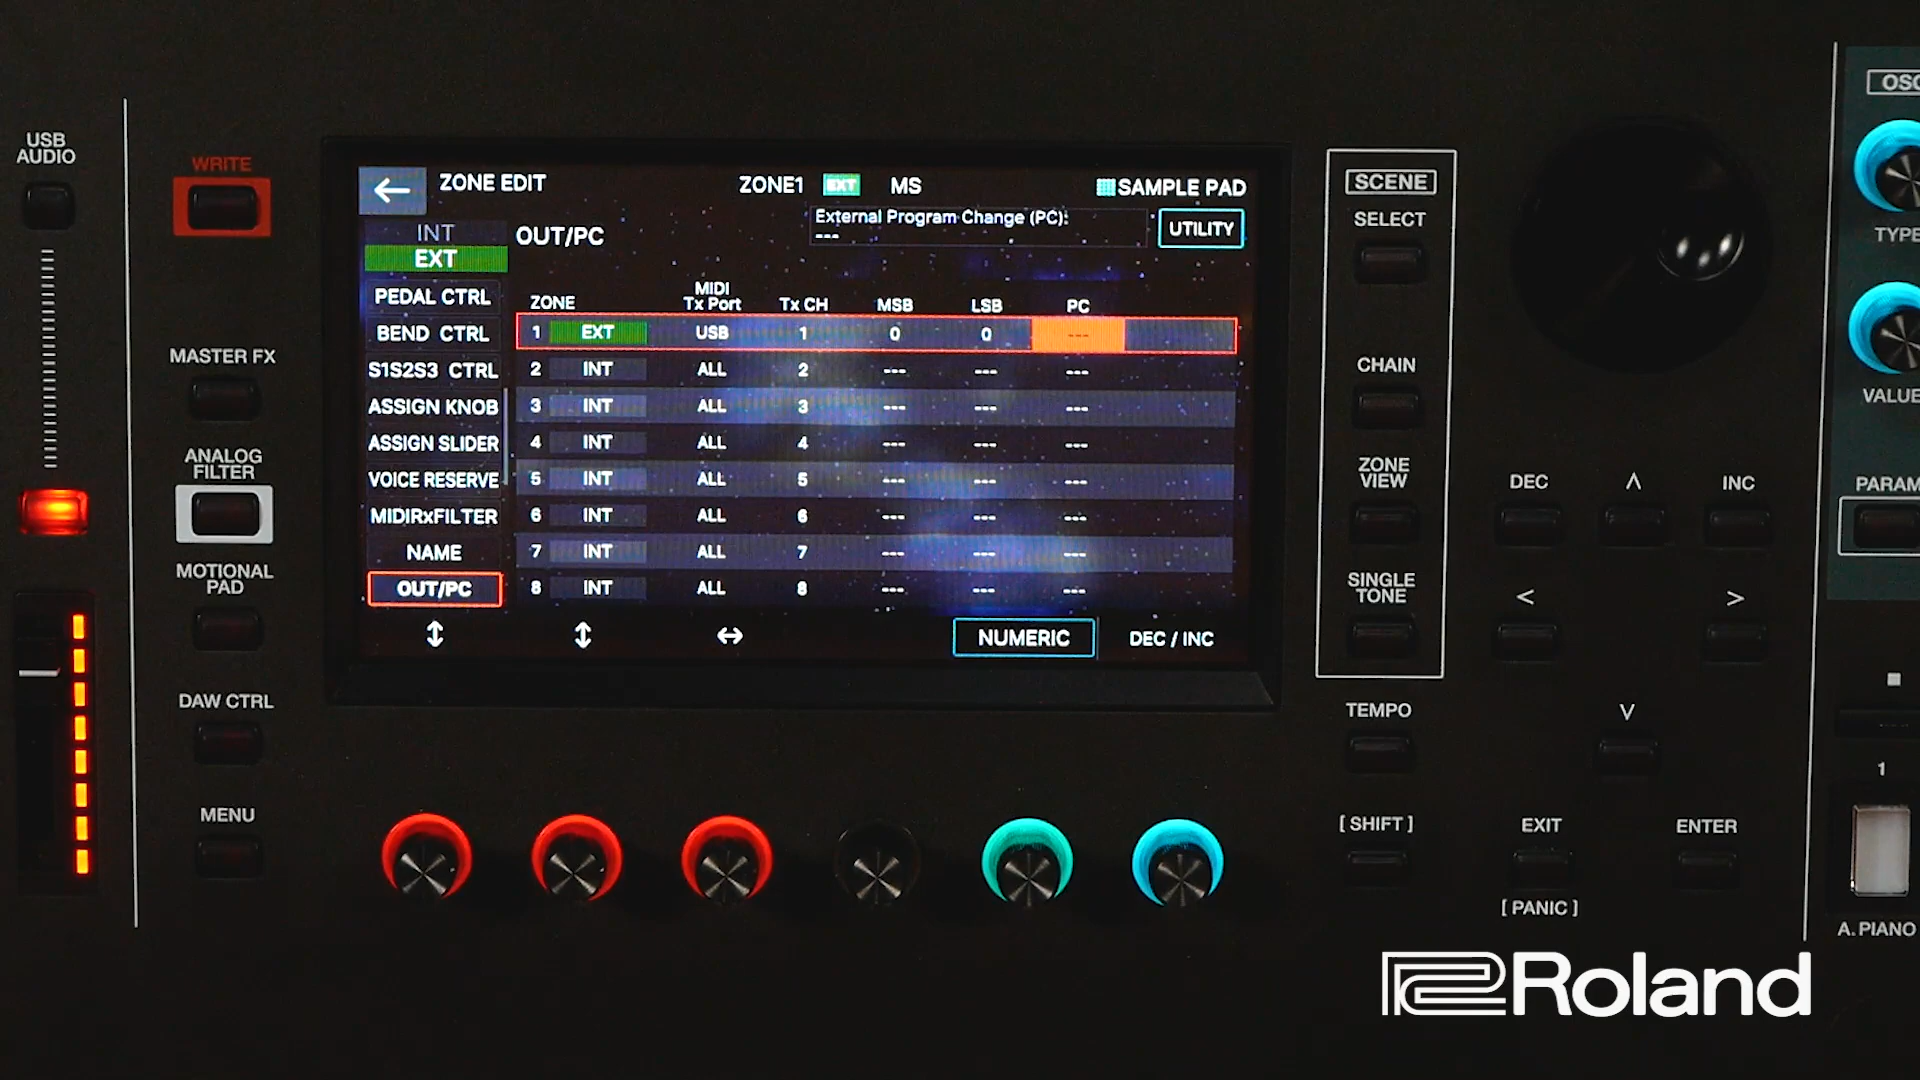 USB
AUDIO
WRITE
MASTER FX
ANALOG
FILTER
MOTIONAL
PAD
DAW CTRL
MENU
ZONE EDIT
ZONE1 EXT MS
SAMPLE PAD
External Program Change (PC):
---
UTILITY
INT
EXT
OUT/PC
PEDAL CTRL
BEND CTRL
S1S2S3 CTRL
ASSIGN KNOB
ASSIGN SLIDER
VOICE RESERVE
MIDIRxFILTER
NAME
OUT/PC
ZONE MIDI Tx Port Tx CH MSB LSB PC
1 EXT USB 1 0 0 ---
2 INT ALL 2 --- --- ---
3 INT ALL 3 --- --- ---
4 INT ALL 4 --- --- ---
5 INT ALL 5 --- --- ---
6 INT ALL 6 --- --- ---
7 INT ALL 7 --- --- ---
8 INT ALL 8 --- --- ---
NUMERIC
DEC / INC
SCENE
SELECT
CHAIN
ZONE
VIEW
SINGLE
TONE
TEMPO
[ SHIFT ]
DEC
INC
EXIT
[ PANIC ]
ENTER
OSC
TYPE
VALUE
PARAM
1
A. PIANO
Roland